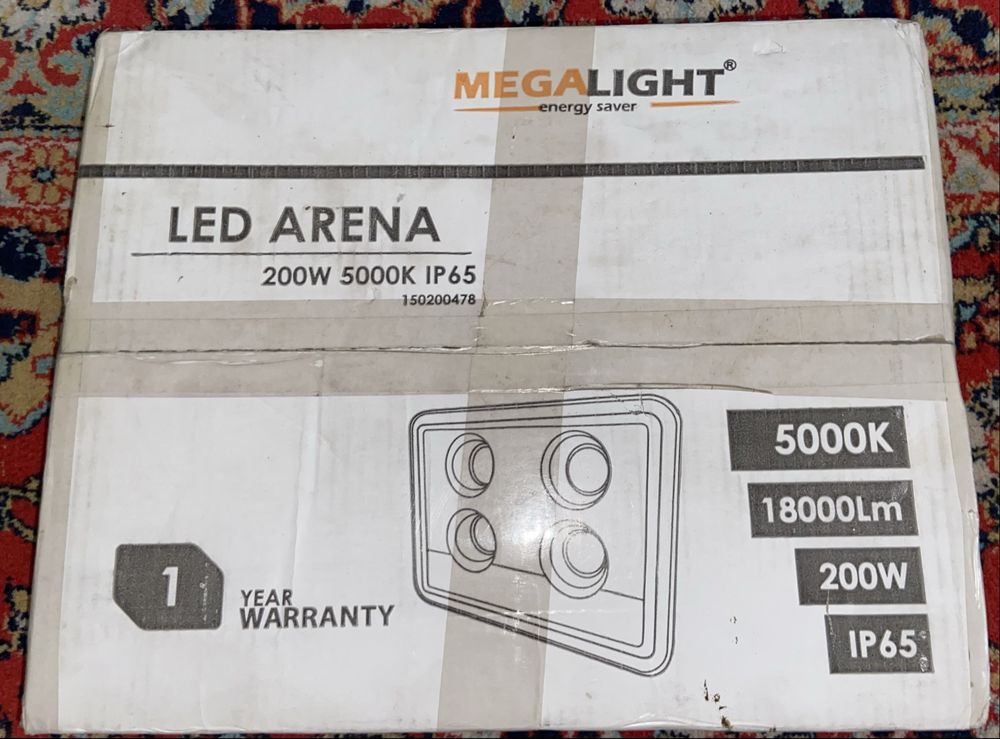 MEGALIGHT®
energy saver
LED ARENA
200W 5000K IP65
150200478
5000K
18000Lm
200W
IP65
1
YEAR
WARRANTY